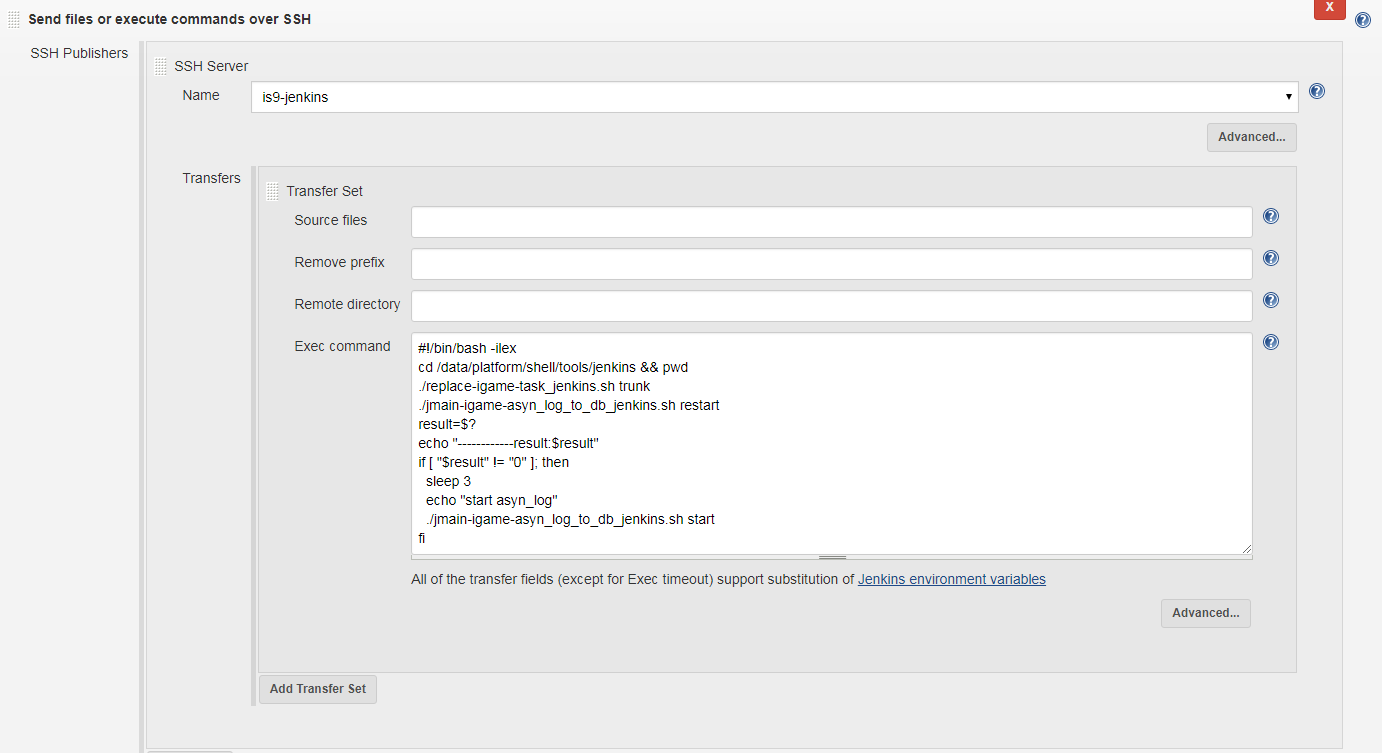 Send files or execute commands over SSH
X
SSH Publishers
SSH Server
Name
is9-jenkins
Advanced...
Transfers
Transfer Set
Source files
Remove prefix
Remote directory
Exec command
#!/bin/bash -ilex
cd /data/platform/shell/tools/jenkins && pwd
./replace-igame-task_jenkins.sh trunk
./jmain-igame-asyn_log_to_db_jenkins.sh restart
result=$?
echo "------------result:$result"
if [ "$result" != "0" ]; then
sleep 3
echo "start asyn_log"
./jmain-igame-asyn_log_to_db_jenkins.sh start
fi
All of the transfer fields (except for Exec timeout) support substitution of Jenkins environment variables
Advanced...
Add Transfer Set